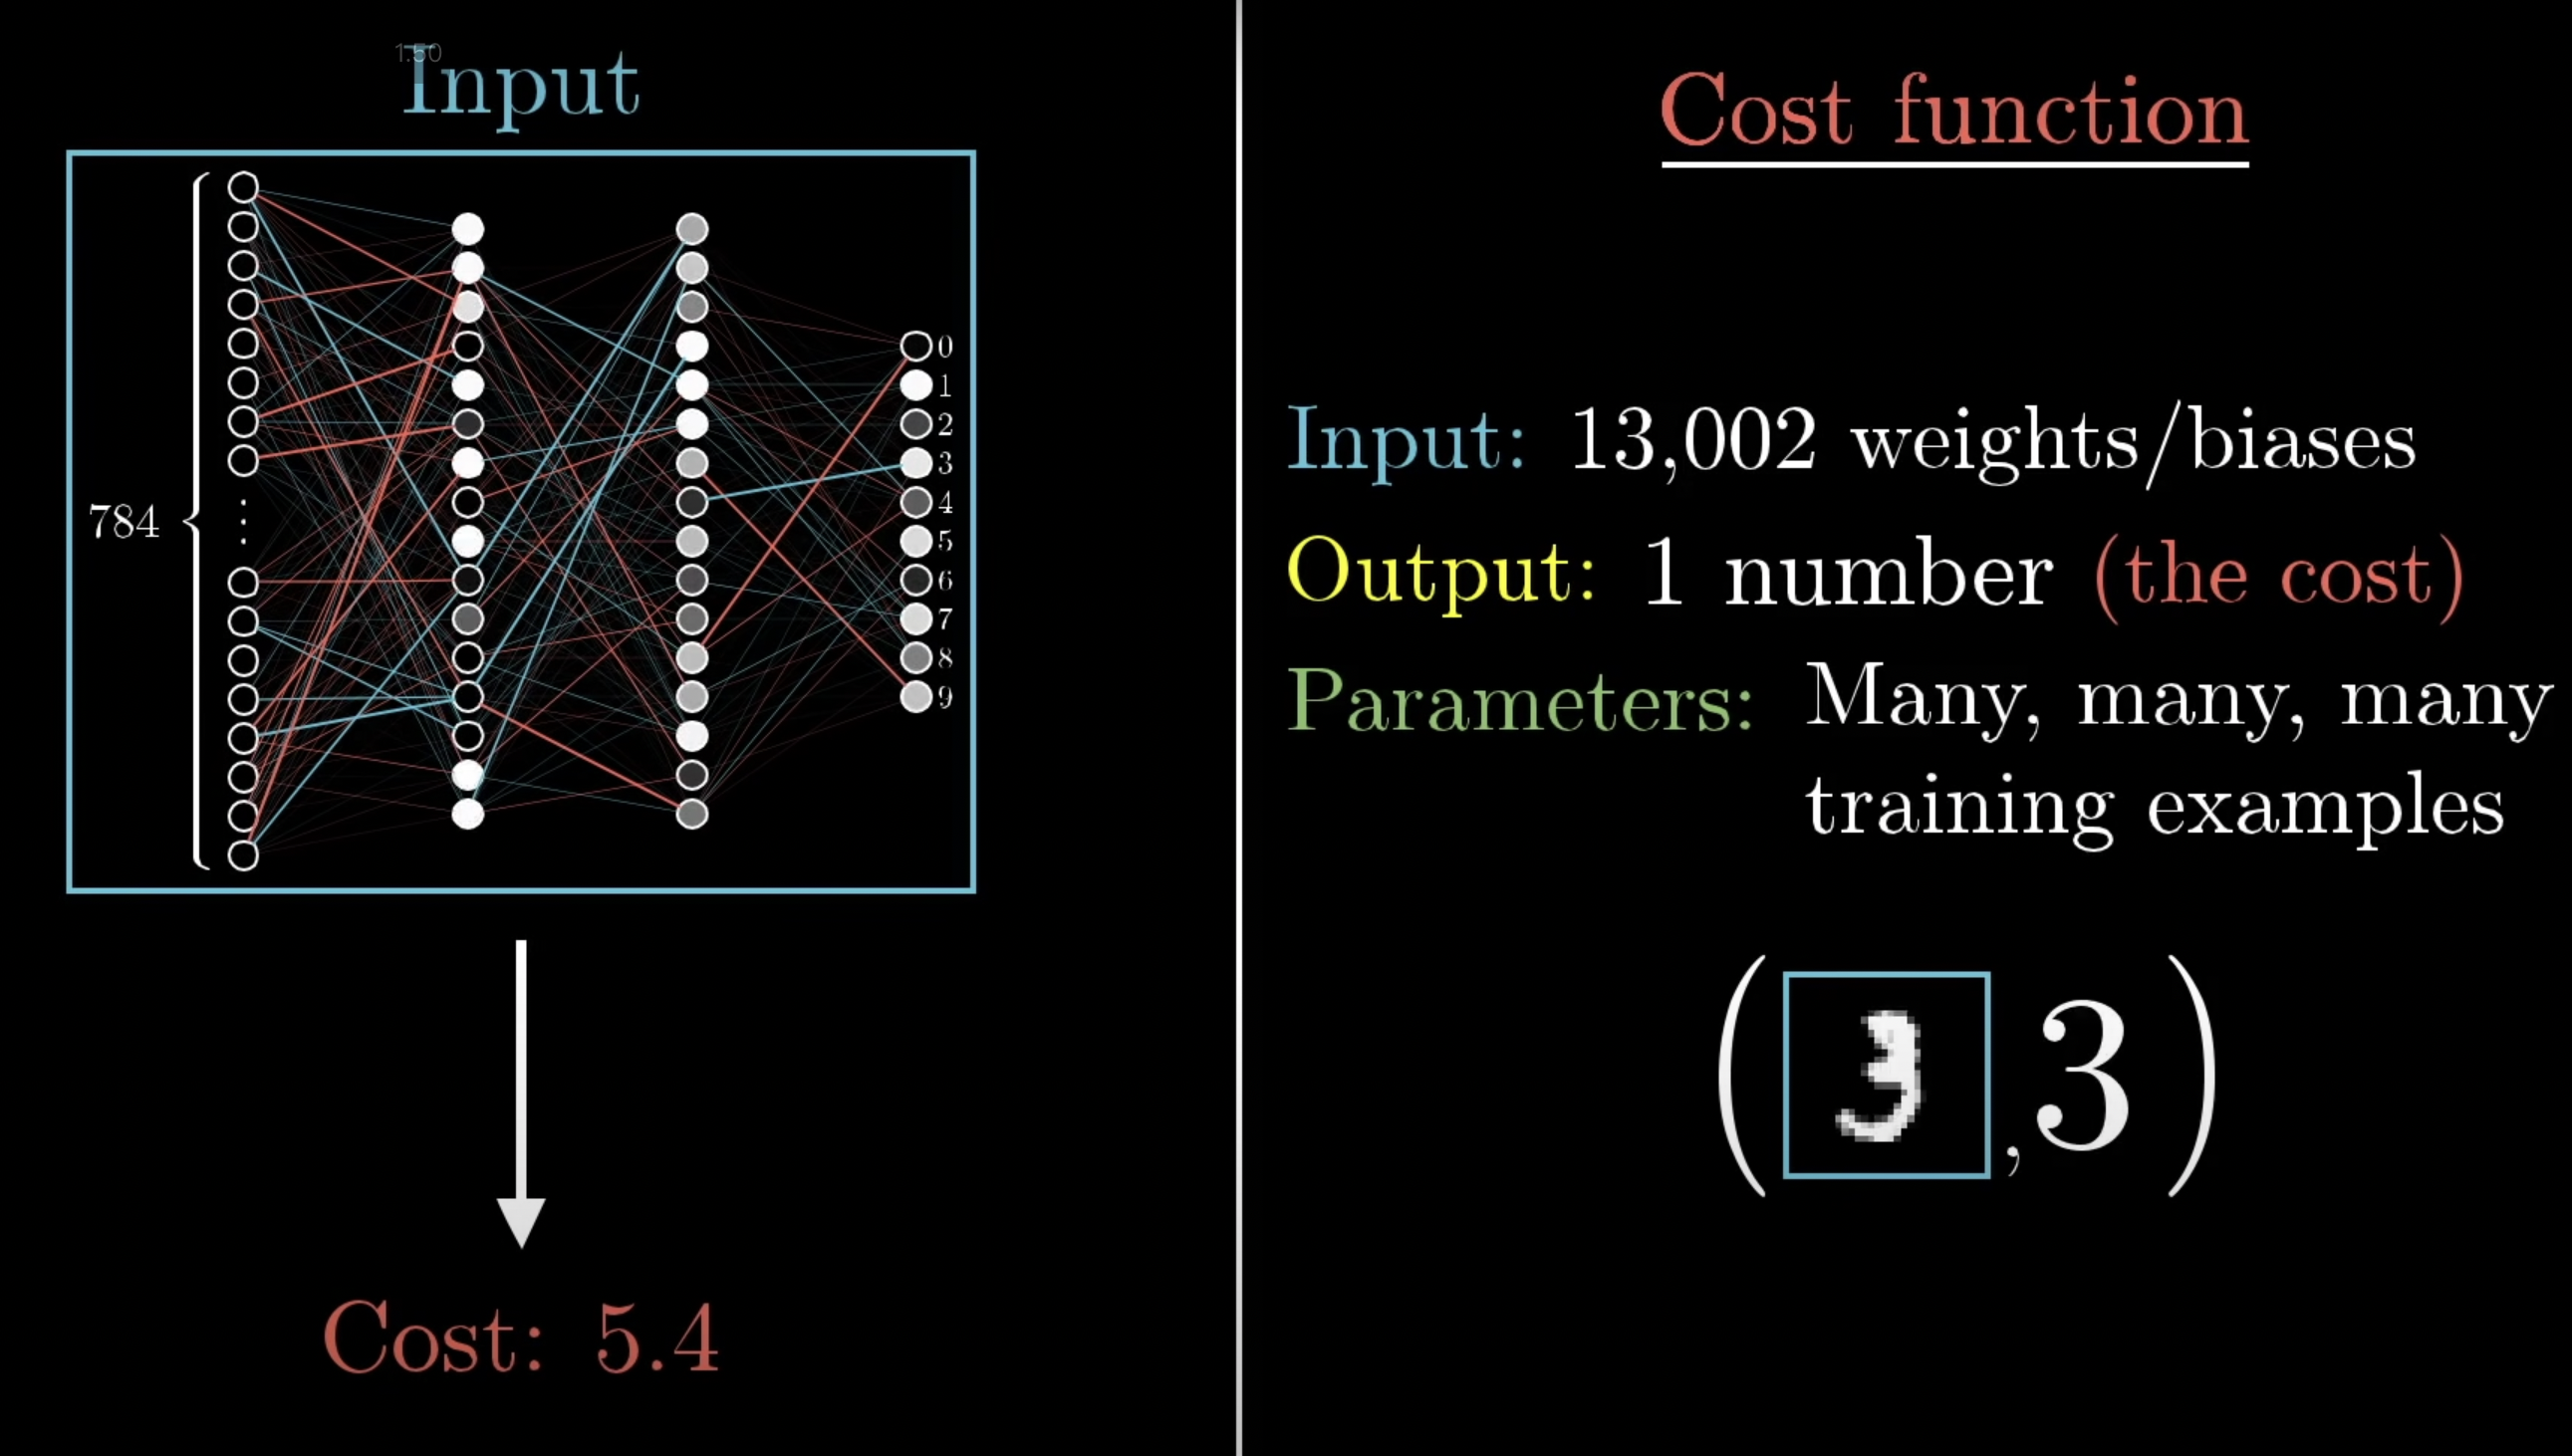 1.50
Input
784
0
1
2
3
4
5
6
7
8
9
Cost: 5.4
Cost function
Input: 13,002 weights/biases
Output: 1 number (the cost)
Parameters: Many, many, many
training examples
( 3 , 3 )